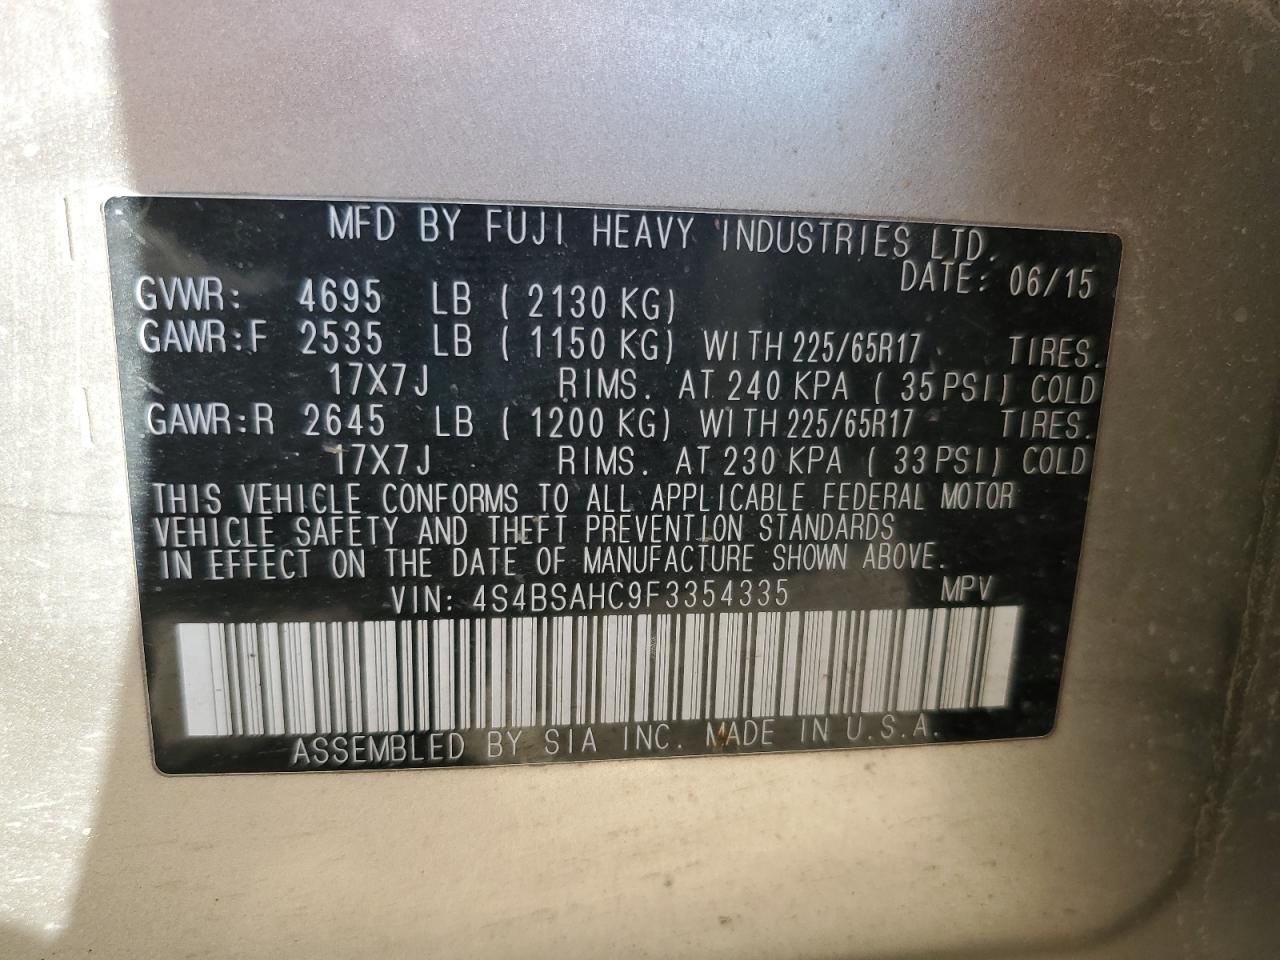 MFD BY FUJI HEAVY INDUSTRIES LTD.
DATE: 06/15
GVWR: 4695 LB ( 2130 KG)
GAWR:F 2535 LB ( 1150 KG) WITH 225/65R17 TIRES.
17X7J RIMS. AT 240 KPA ( 35 PSI) COLD
GAWR:R 2645 LB ( 1200 KG) WITH 225/65R17 TIRES.
17X7J RIMS. AT 230 KPA ( 33 PSI) COLD
THIS VEHICLE CONFORMS TO ALL APPLICABLE FEDERAL MOTOR
VEHICLE SAFETY AND THEFT PREVENTION STANDARDS
IN EFFECT ON THE DATE OF MANUFACTURE SHOWN ABOVE.
VIN: 4S4BSAHC9F3354335 MPV
ASSEMBLED BY SIA INC. MADE IN U.S.A.